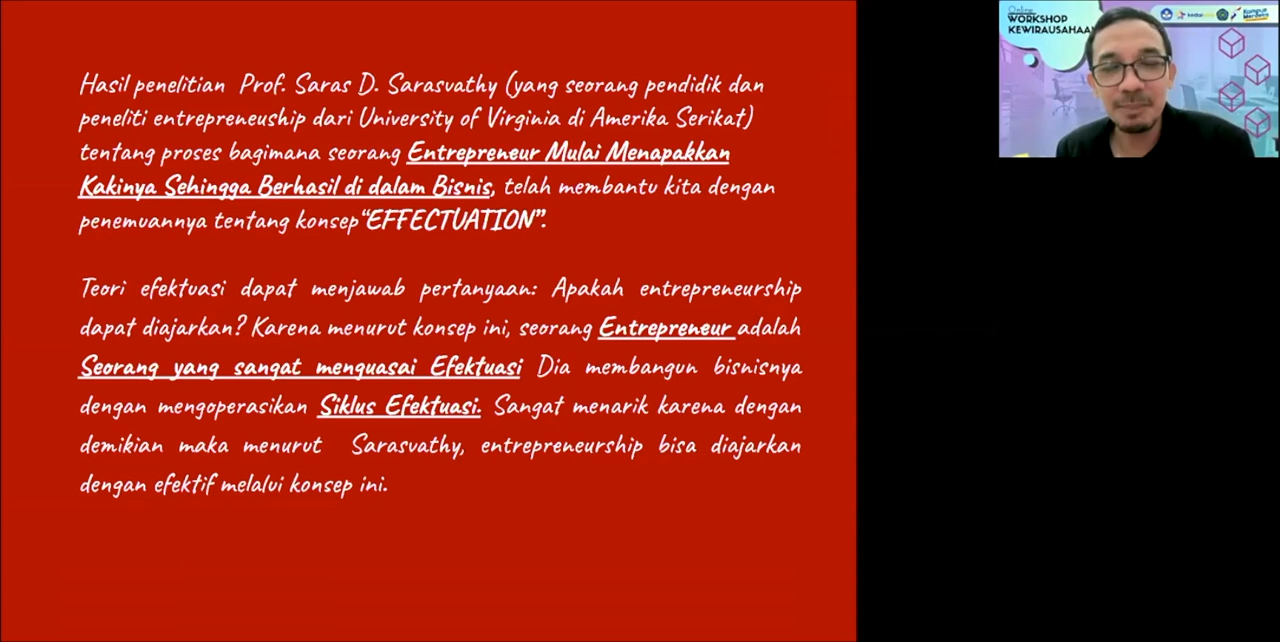 Hasil penelitian Prof. Saras D. Sarasvathy (yang seorang pendidik dan
peneliti entrepreneuship dari University of Virginia di Amerika Serikat)
tentang proses bagimana seorang Entrepreneur Mulai Menapakkan
Kakinya Sehingga Berhasil di dalam Bisnis, telah membantu kita dengan
penemuannya tentang konsep“EFFECTUATION”.
Teori efektuasi dapat menjawab pertanyaan: Apakah entrepreneurship
dapat diajarkan? Karena menurut konsep ini, seorang Entrepreneur adalah
Seorang yang sangat menguasai Efektuasi Dia membangun bisnisnya
dengan mengoperasikan Siklus Efektuasi. Sangat menarik karena dengan
demikian maka menurut Sarasvathy, entrepreneurship bisa diajarkan
dengan efektif melalui konsep ini.
Online
WORKSHOP
KEWIRAUSAHAAN
Kampus
Merdeka